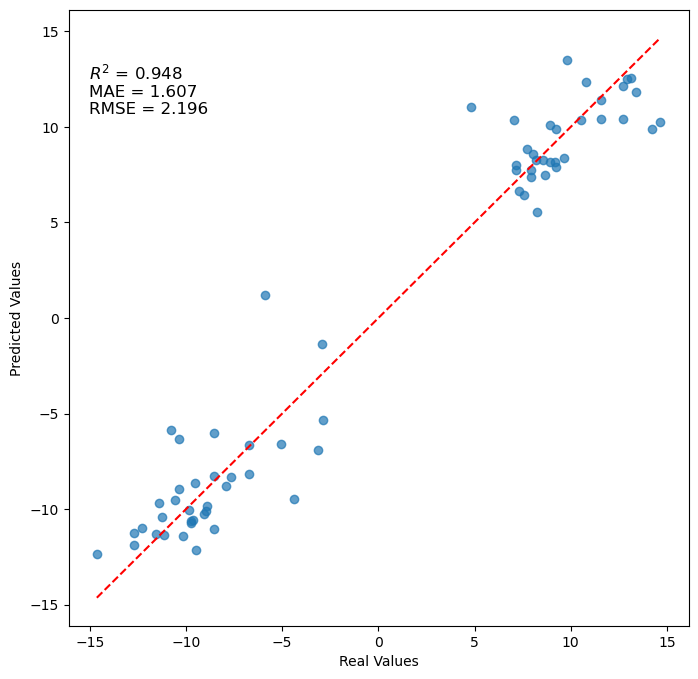 15
10
5
0
−5
−10
−15
Predicted Values
R² = 0.948
MAE = 1.607
RMSE = 2.196
−15 −10 −5 0 5 10 15
Real Values